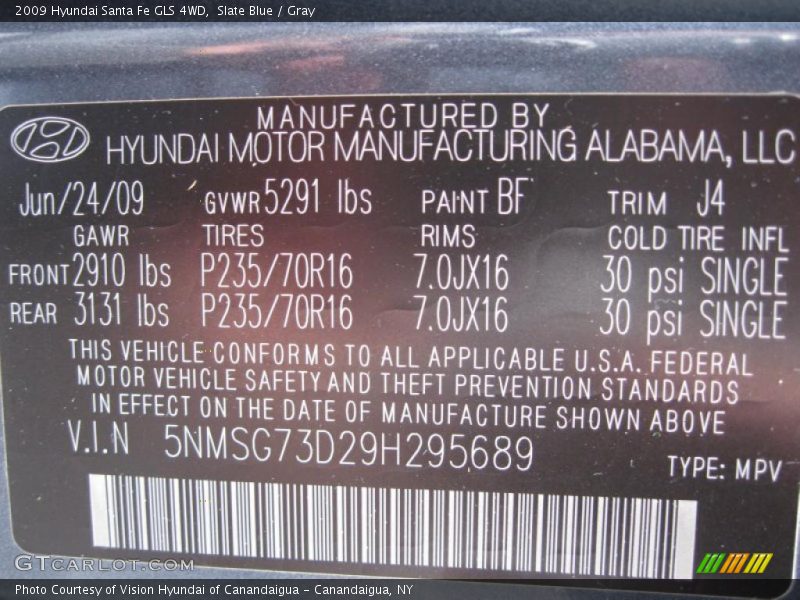 2009 Hyundai Santa Fe GLS 4WD, Slate Blue / Gray
MANUFACTURED BY
HYUNDAI MOTOR MANUFACTURING ALABAMA, LLC
Jun/24/09 GVWR 5291 lbs PAINT BF TRIM J4
GAWR TIRES RIMS COLD TIRE INFL
FRONT 2910 lbs P235/70R16 7.0JX16 30 psi SINGLE
REAR 3131 lbs P235/70R16 7.0JX16 30 psi SINGLE
THIS VEHICLE CONFORMS TO ALL APPLICABLE U.S.A. FEDERAL
MOTOR VEHICLE SAFETY AND THEFT PREVENTION STANDARDS
IN EFFECT ON THE DATE OF MANUFACTURE SHOWN ABOVE
V.I.N 5NMSG73D29H295689
TYPE: MPV
GTCARLOT.COM
Photo Courtesy of Vision Hyundai of Canandaigua - Canandaigua, NY